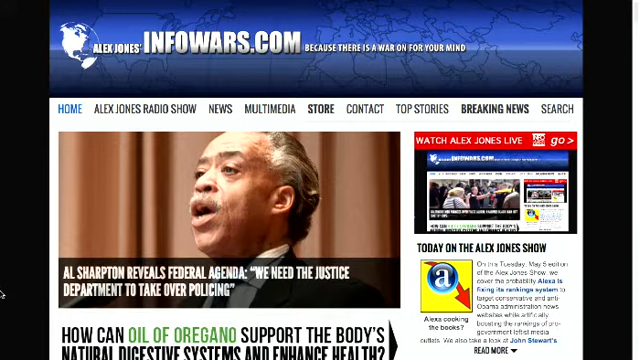 ALEX JONES' INFOWARS.COM BECAUSE THERE IS A WAR ON FOR YOUR MIND
HOME ALEX JONES RADIO SHOW NEWS MULTIMEDIA STORE CONTACT TOP STORIES BREAKING NEWS SEARCH
AL SHARPTON REVEALS FEDERAL AGENDA: "WE NEED THE JUSTICE
DEPARTMENT TO TAKE OVER POLICING"
HOW CAN OIL OF OREGANO SUPPORT THE BODY'S
NATURAL DIGESTIVE SYSTEMS AND ENHANCE HEALTH?
WATCH ALEX JONES LIVE go >
INFOWARS.COM
TODAY ON THE ALEX JONES SHOW
a
Alexa cooking
the books?
On this Tuesday, May 5 edition
of the Alex Jones Show, we
cover the probability Alexa is
fixing its rankings system to
target conservative and anti-
Obama administration news
websites while artificially
boosting the rankings of pro-
government leftist media
outlets. We also take a look at John Stewart's
READ MORE